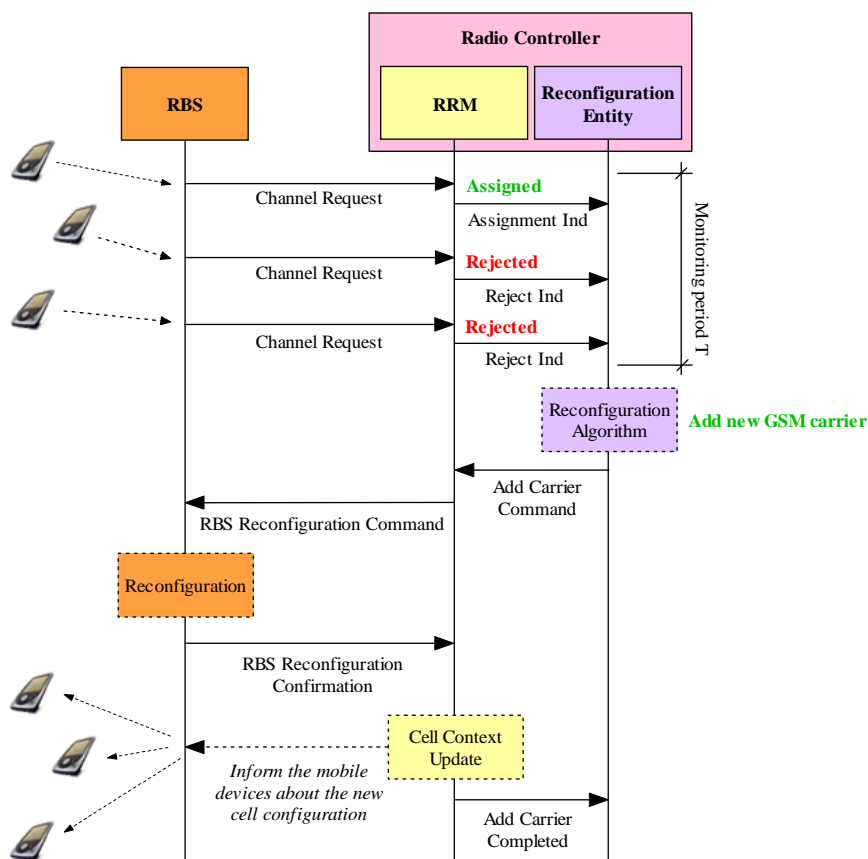 Radio Controller
RBS
RRM
Reconfiguration
Entity
Channel Request
Assigned
Assignment Ind
Channel Request
Rejected
Reject Ind
Channel Request
Rejected
Reject Ind
Monitoring period T
Reconfiguration
Algorithm
Add new GSM carrier
Add Carrier
Command
RBS Reconfiguration Command
Reconfiguration
RBS Reconfiguration
Confirmation
Cell Context
Update
Inform the mobile
devices about the new
cell configuration
Add Carrier
Completed